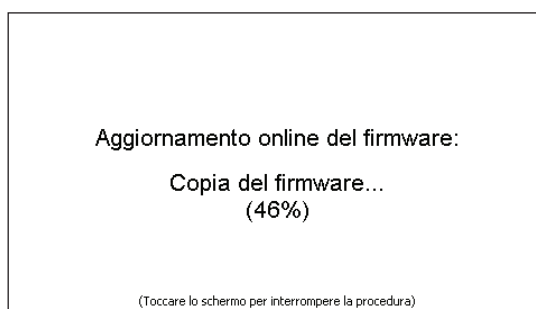 Aggiornamento online del firmware:
Copia del firmware...
(46%)
(Toccare lo schermo per interrompere la procedura)